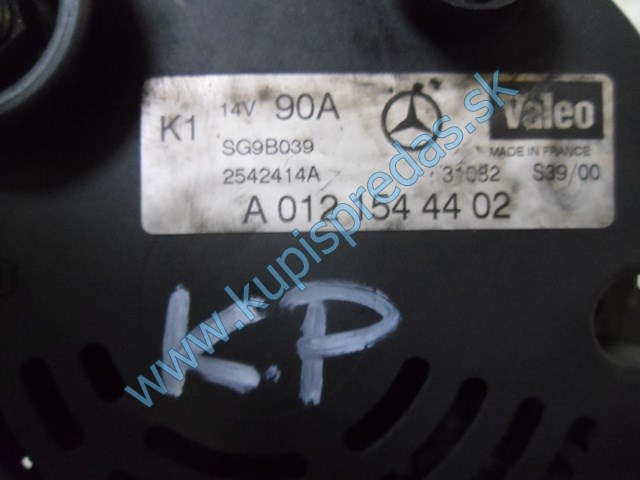 K1 14V 90A Valeo
SG9B039 MADE IN FRANCE
2542414A 31082 S39/00
A 012 154 44 02
K.P
www.kupispredas.sk